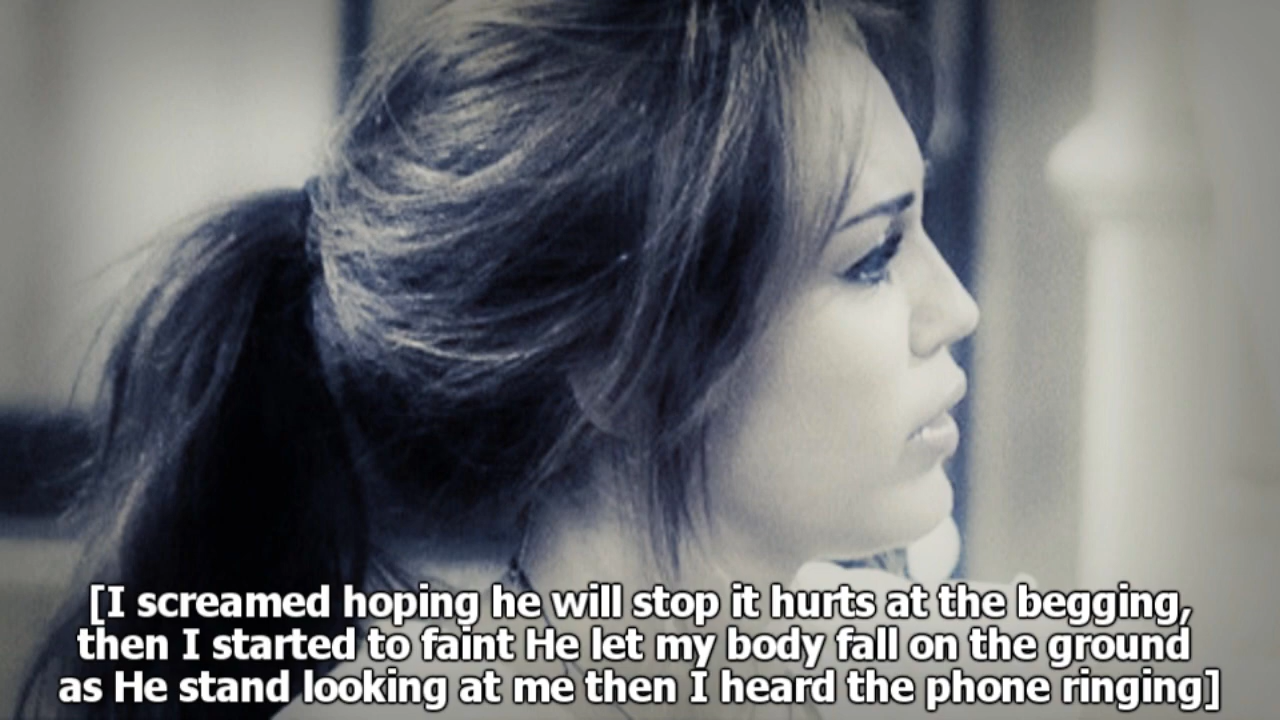 [I screamed hoping he will stop it hurts at the begging,
then I started to faint He let my body fall on the ground
as He stand looking at me then I heard the phone ringing]